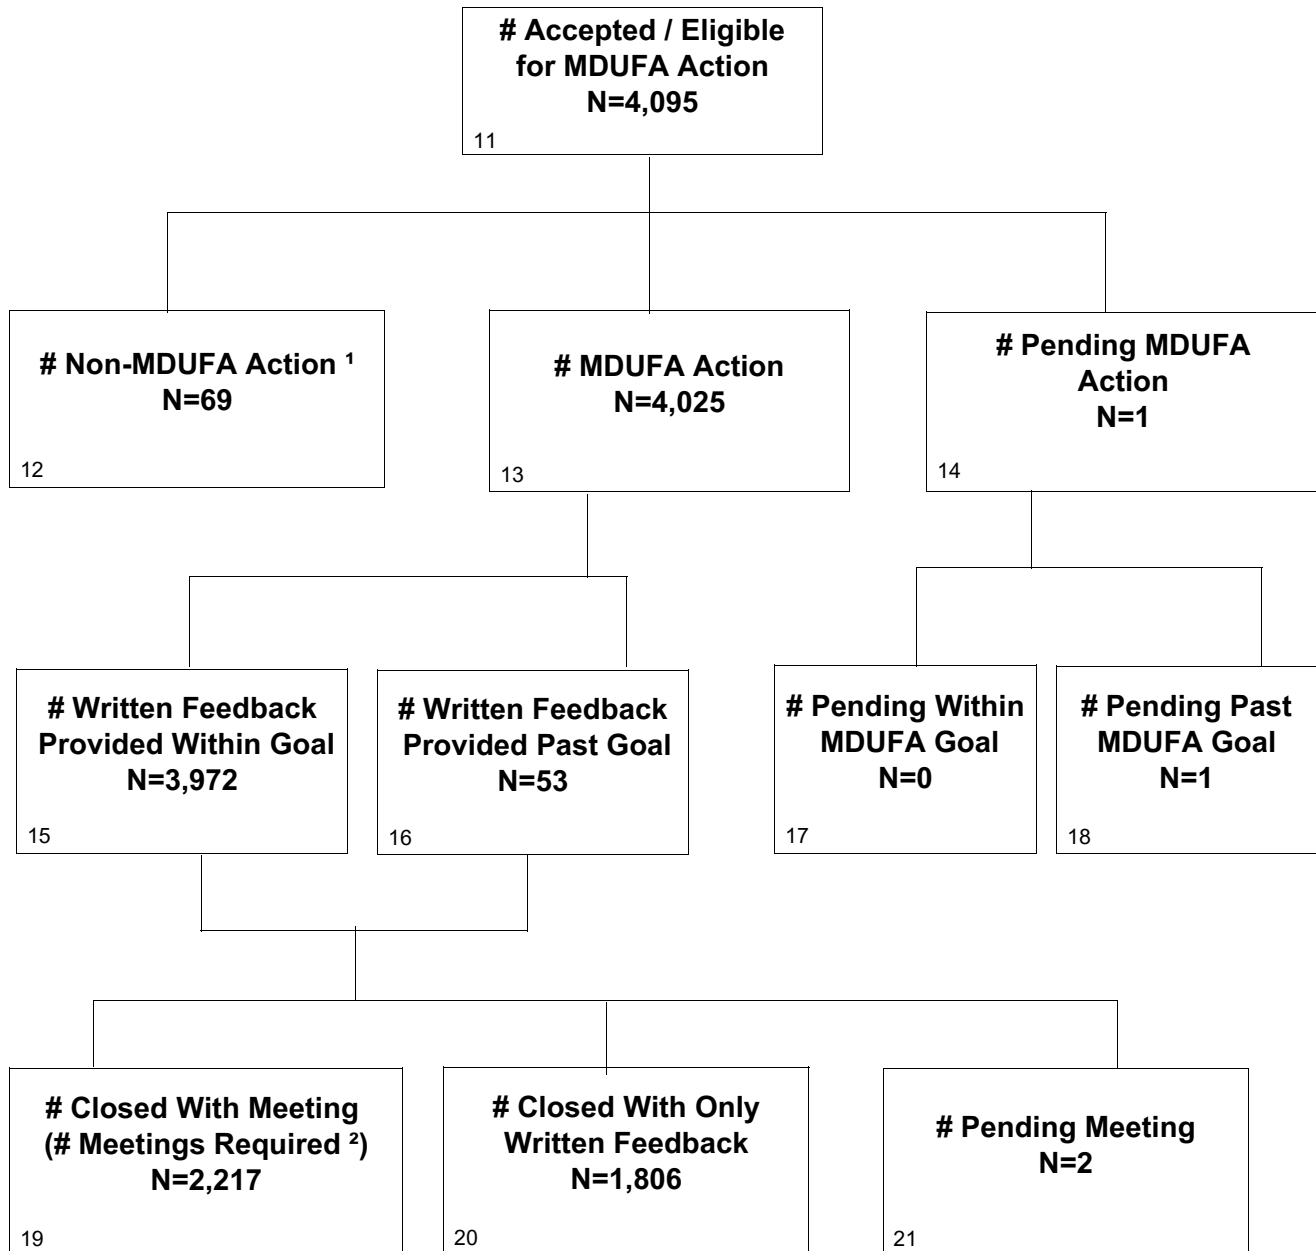 # Accepted / Eligible
for MDUFA Action
N=4,095
11
# Non-MDUFA Action ¹
N=69
12
# MDUFA Action
N=4,025
13
# Pending MDUFA
Action
N=1
14
# Written Feedback
Provided Within Goal
N=3,972
15
# Written Feedback
Provided Past Goal
N=53
16
# Pending Within
MDUFA Goal
N=0
17
# Pending Past
MDUFA Goal
N=1
18
# Closed With Meeting
(# Meetings Required ²)
N=2,217
19
# Closed With Only
Written Feedback
N=1,806
20
# Pending Meeting
N=2
21